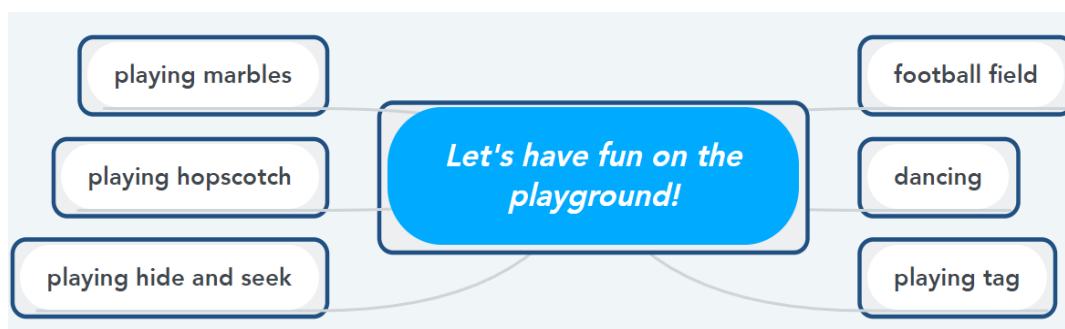 playing marbles
football field
Let's have fun on the
playground!
playing hopscotch
dancing
playing hide and seek
playing tag